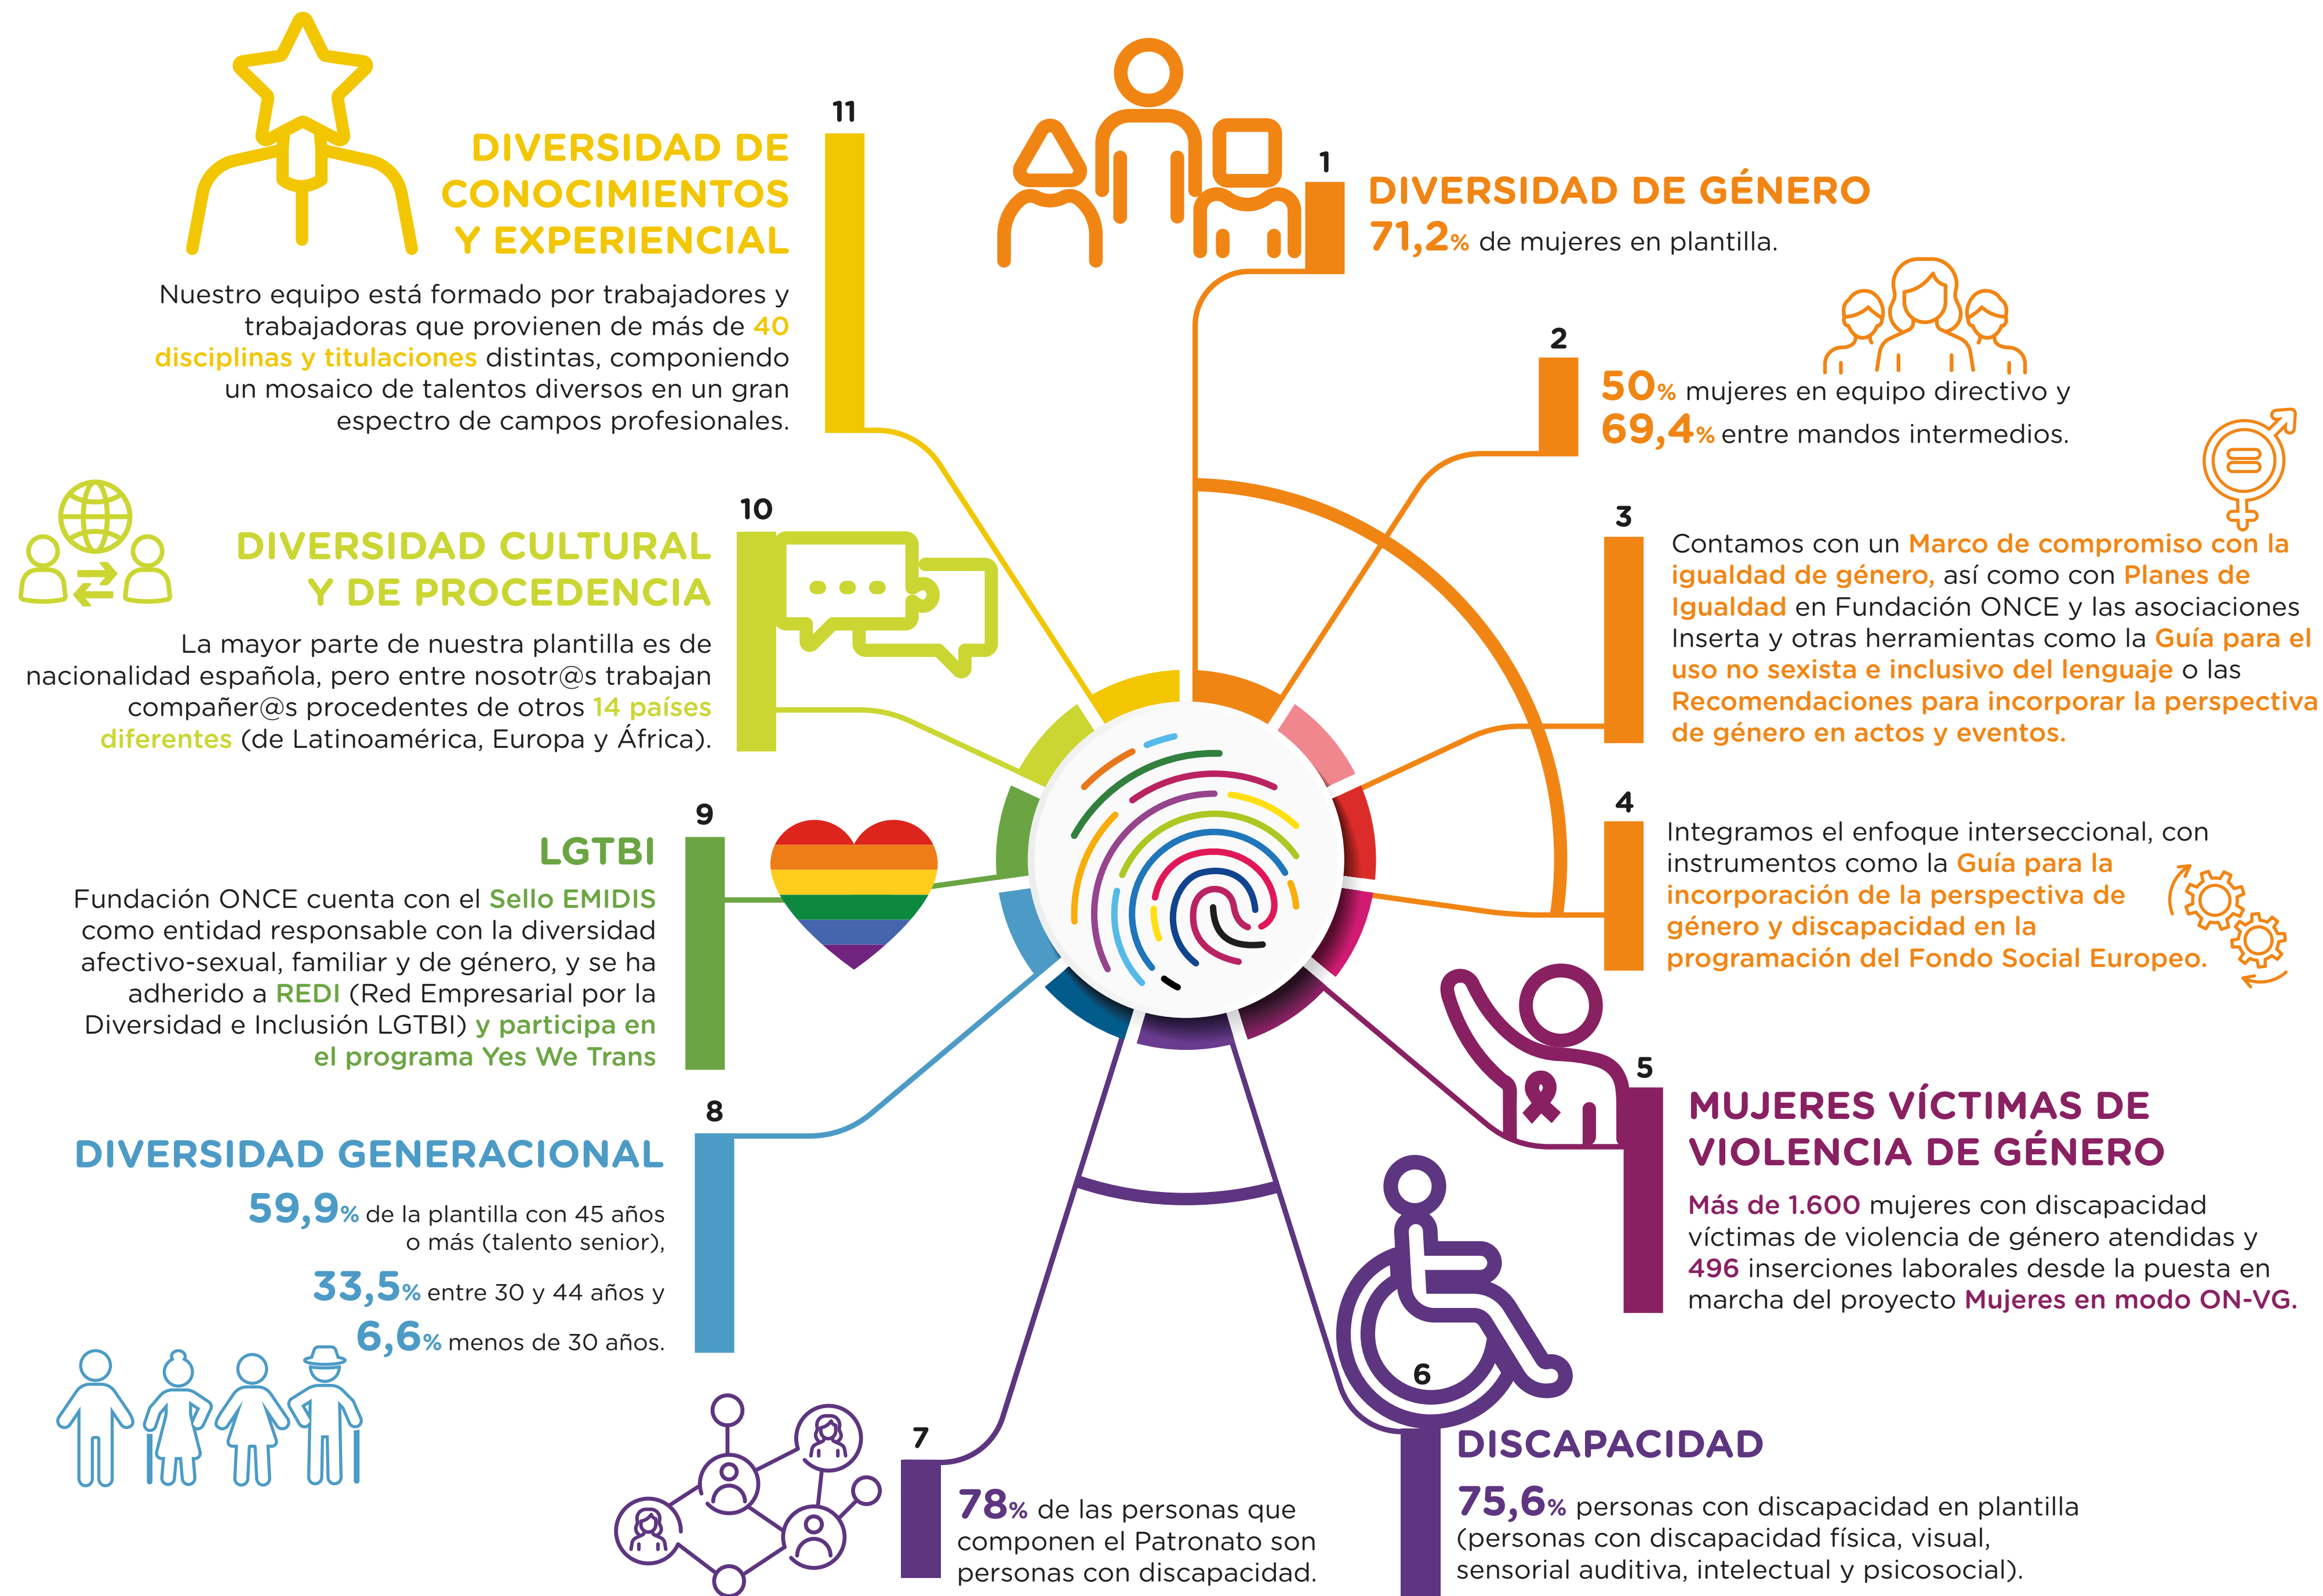 1
DIVERSIDAD DE GÉNERO
71,2% de mujeres en plantilla.
2
50% mujeres en equipo directivo y
69,4% entre mandos intermedios.
3
Contamos con un Marco de compromiso con la
igualdad de género, así como con Planes de
Igualdad en Fundación ONCE y las asociaciones
Inserta y otras herramientas como la Guía para el
uso no sexista e inclusivo del lenguaje o las
Recomendaciones para incorporar la perspectiva
de género en actos y eventos.
4
Integramos el enfoque interseccional, con
instrumentos como la Guía para la
incorporación de la perspectiva de
género y discapacidad en la
programación del Fondo Social Europeo.
5
MUJERES VÍCTIMAS DE
VIOLENCIA DE GÉNERO
Más de 1.600 mujeres con discapacidad
víctimas de violencia de género atendidas y
496 inserciones laborales desde la puesta en
marcha del proyecto Mujeres en modo ON-VG.
6
DISCAPACIDAD
75,6% personas con discapacidad en plantilla
(personas con discapacidad física, visual,
sensorial auditiva, intelectual y psicosocial).
7
78% de las personas que
componen el Patronato son
personas con discapacidad.
8
DIVERSIDAD GENERACIONAL
59,9% de la plantilla con 45 años
o más (talento senior),
33,5% entre 30 y 44 años y
6,6% menos de 30 años.
9
LGTBI
Fundación ONCE cuenta con el Sello EMIDIS
como entidad responsable con la diversidad
afectivo-sexual, familiar y de género, y se ha
adherido a REDI (Red Empresarial por la
Diversidad e Inclusión LGTBI) y participa en
el programa Yes We Trans
10
DIVERSIDAD CULTURAL
Y DE PROCEDENCIA
La mayor parte de nuestra plantilla es de
nacionalidad española, pero entre nosotr@s trabajan
compañer@s procedentes de otros 14 países
diferentes (de Latinoamérica, Europa y África).
11
DIVERSIDAD DE
CONOCIMIENTOS
Y EXPERIENCIAL
Nuestro equipo está formado por trabajadores y
trabajadoras que provienen de más de 40
disciplinas y titulaciones distintas, componiendo
un mosaico de talentos diversos en un gran
espectro de campos profesionales.